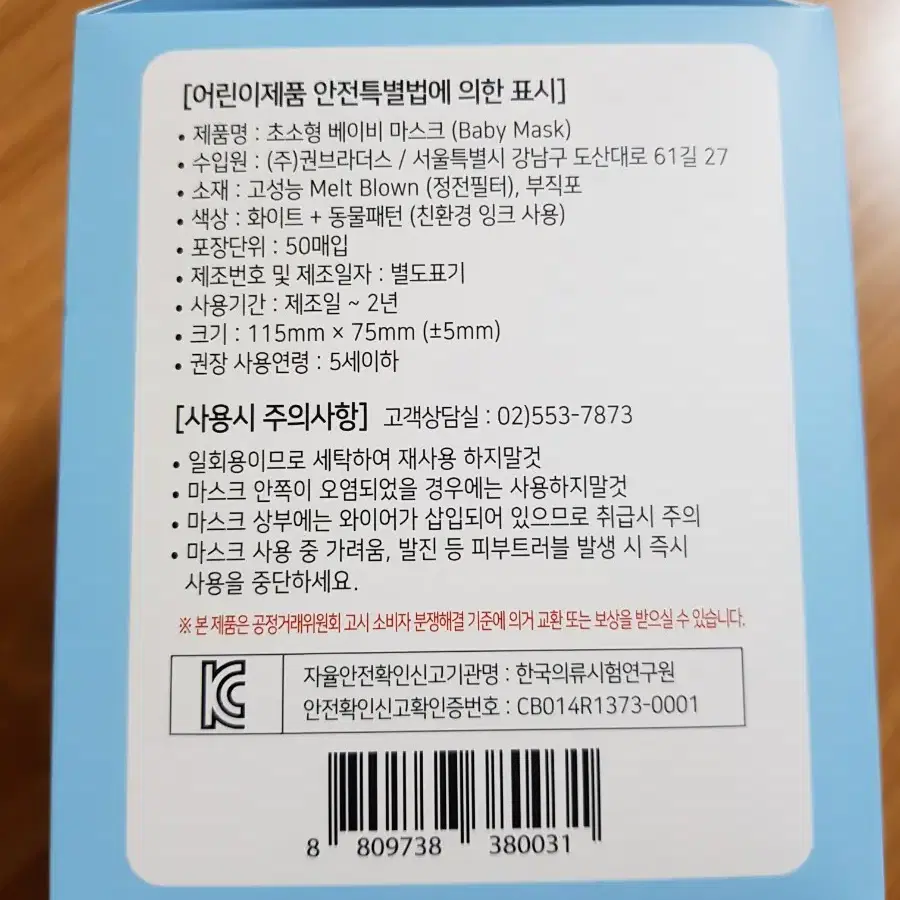 [어린이제품 안전특별법에 의한 표시]
• 제품명 : 초소형 베이비 마스크 (Baby Mask)
• 수입원 : (주)권브라더스 / 서울특별시 강남구 도산대로 61길 27
• 소재 : 고성능 Melt Blown (정전필터), 부직포
• 색상 : 화이트 + 동물패턴 (친환경 잉크 사용)
• 포장단위 : 50매입
• 제조번호 및 제조일자 : 별도표기
• 사용기간 : 제조일 ~ 2년
• 크기 : 115mm × 75mm (±5mm)
• 권장 사용연령 : 5세이하
[사용시 주의사항] 고객상담실 : 02)553-7873
• 일회용이므로 세탁하여 재사용 하지말것
• 마스크 안쪽이 오염되었을 경우에는 사용하지말것
• 마스크 상부에는 와이어가 삽입되어 있으므로 취급시 주의
• 마스크 사용 중 가려움, 발진 등 피부트러블 발생 시 즉시
사용을 중단하세요.
※ 본 제품은 공정거래위원회 고시 소비자 분쟁해결 기준에 의거 교환 또는 보상을 받으실 수 있습니다.
KC
자율안전확인신고기관명 : 한국의류시험연구원
안전확인신고확인증번호 : CB014R1373-0001
8 809738 380031